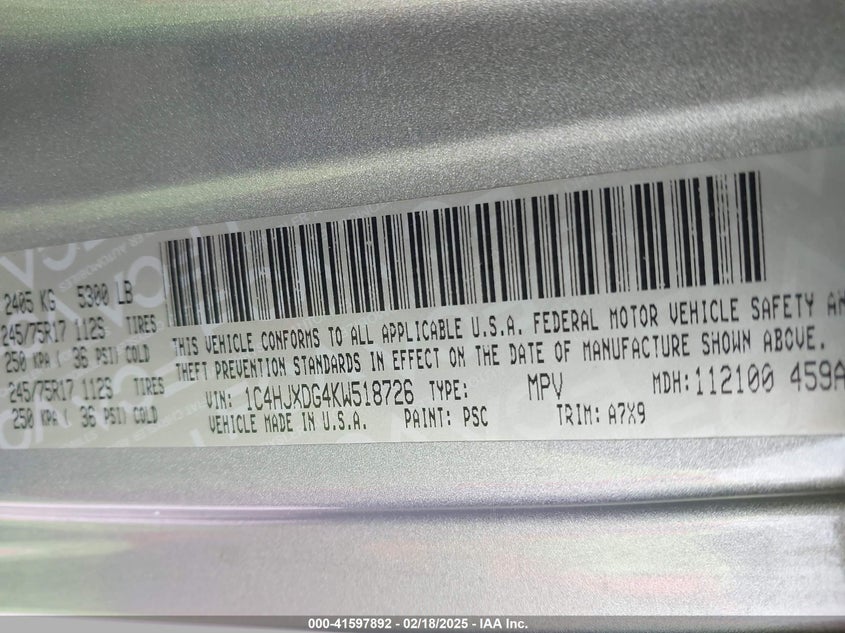 2405 KG 5300 LB
245/75R17 112S TIRES
250 KPA ( 36 PSI) COLD
245/75R17 112S TIRES
250 KPA ( 36 PSI) COLD
THIS VEHICLE CONFORMS TO ALL APPLICABLE U.S.A. FEDERAL MOTOR VEHICLE SAFETY AN
THEFT PREVENTION STANDARDS IN EFFECT ON THE DATE OF MANUFACTURE SHOWN ABOVE.
VIN: 1C4HJXDG4KW518726 TYPE: MPV MDH: 112100 459A
VEHICLE MADE IN U.S.A. PAINT: PSC TRIM: A7X9
000-41597892 - 02/18/2025 - IAA Inc.